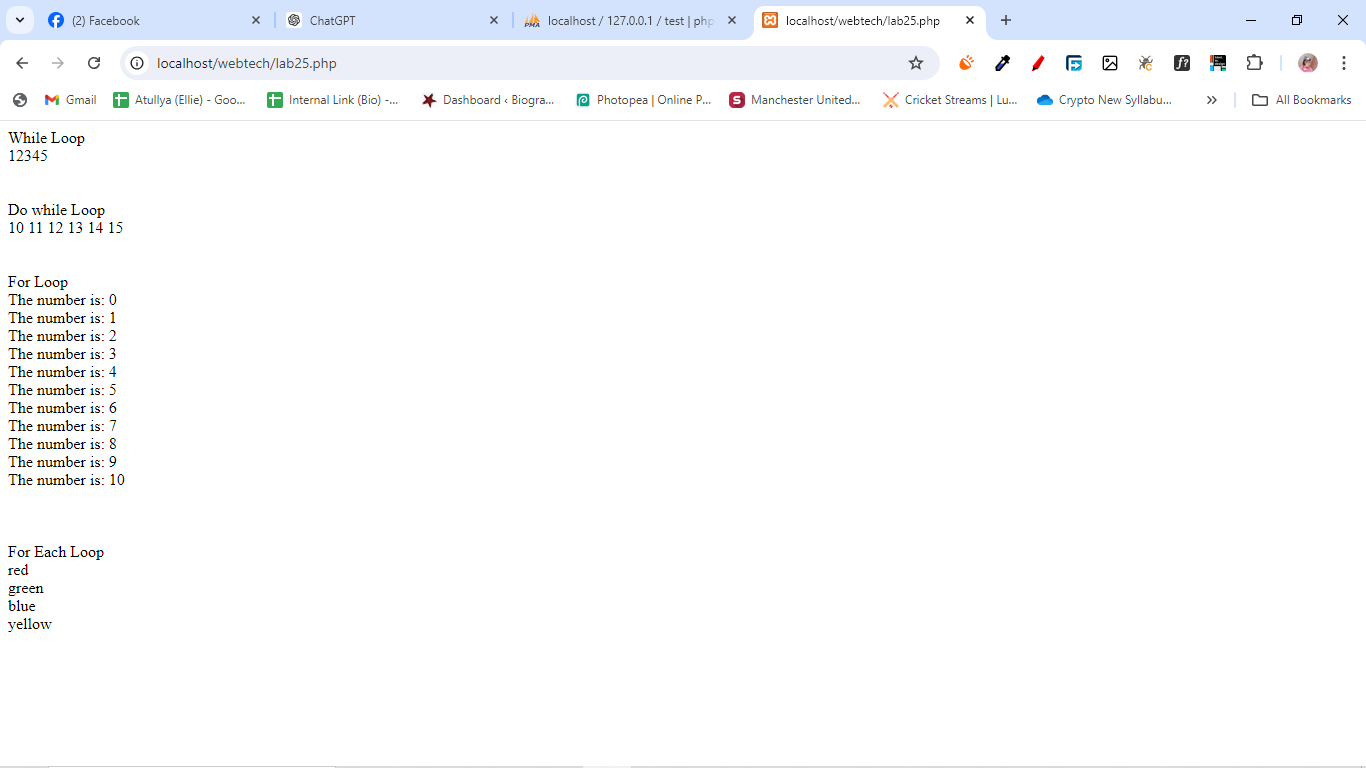 (2) Facebook
ChatGPT
localhost / 127.0.0.1 / test | php
localhost/webtech/lab25.php
localhost/webtech/lab25.php
Gmail
Atullya (Ellie) - Goo...
Internal Link (Bio) -...
Dashboard ‹ Biogra...
Photopea | Online P...
Manchester United...
Cricket Streams | Lu...
Crypto New Syllabu...
All Bookmarks
While Loop
12345
Do while Loop
10 11 12 13 14 15
For Loop
The number is: 0
The number is: 1
The number is: 2
The number is: 3
The number is: 4
The number is: 5
The number is: 6
The number is: 7
The number is: 8
The number is: 9
The number is: 10
For Each Loop
red
green
blue
yellow